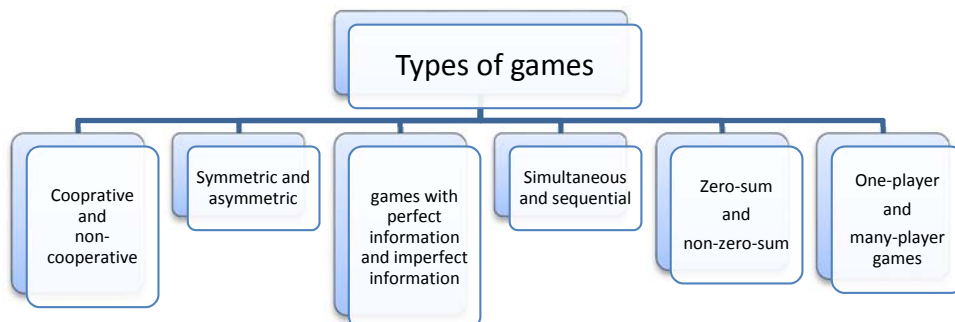 Types of games
Cooprative
and
non-
cooperative
Symmetric and
asymmetric
games with
perfect
information
and imperfect
information
Simultaneous
and sequential
Zero-sum
and
non-zero-sum
One-player
and
many-player
games